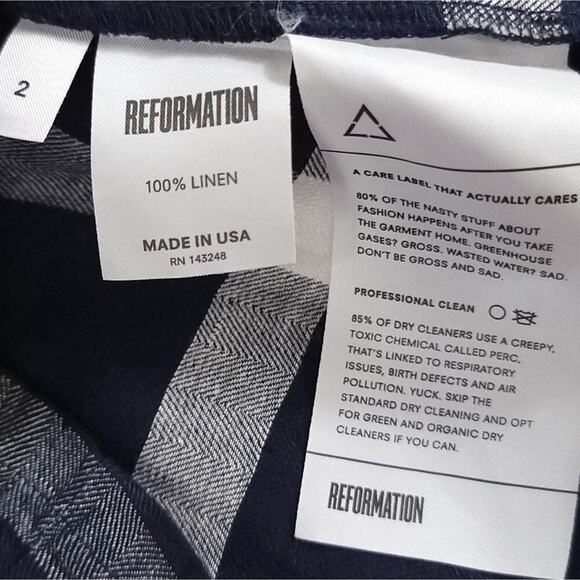 2
REFORMATION
100% LINEN
MADE IN USA
RN 143248
A CARE LABEL THAT ACTUALLY CARES
80% OF THE NASTY STUFF ABOUT
FASHION HAPPENS AFTER YOU TAKE
THE GARMENT HOME. GREENHOUSE
GASES? GROSS. WASTED WATER? SAD.
DON'T BE GROSS AND SAD.
PROFESSIONAL CLEAN
85% OF DRY CLEANERS USE A CREEPY,
TOXIC CHEMICAL CALLED PERC,
THAT'S LINKED TO RESPIRATORY
ISSUES, BIRTH DEFECTS AND AIR
POLLUTION. YUCK. SKIP THE
STANDARD DRY CLEANING AND OPT
FOR GREEN AND ORGANIC DRY
CLEANERS IF YOU CAN.
REFORMATION